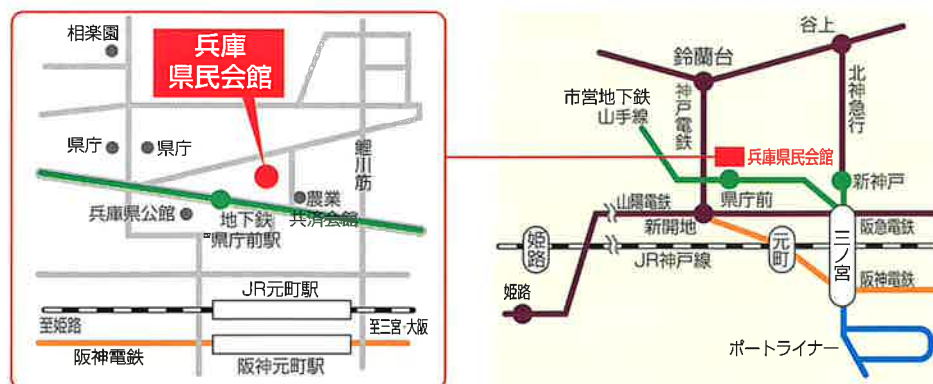 相楽園
兵庫
県民会館
県庁
県庁
鯉川筋
兵庫県公館
農業
共済会館
地下鉄
県庁前駅
JR元町駅
至姫路
至三宮・大阪
阪神電鉄
阪神元町駅
谷上
鈴蘭台
神戸電鉄
北神急行
市営地下鉄
山手線
兵庫県民会館
新神戸
県庁前
山陽電鉄
新開地
阪急電鉄
姫路
元町
三ノ宮
JR神戸線
姫路
阪神電鉄
ポートライナー